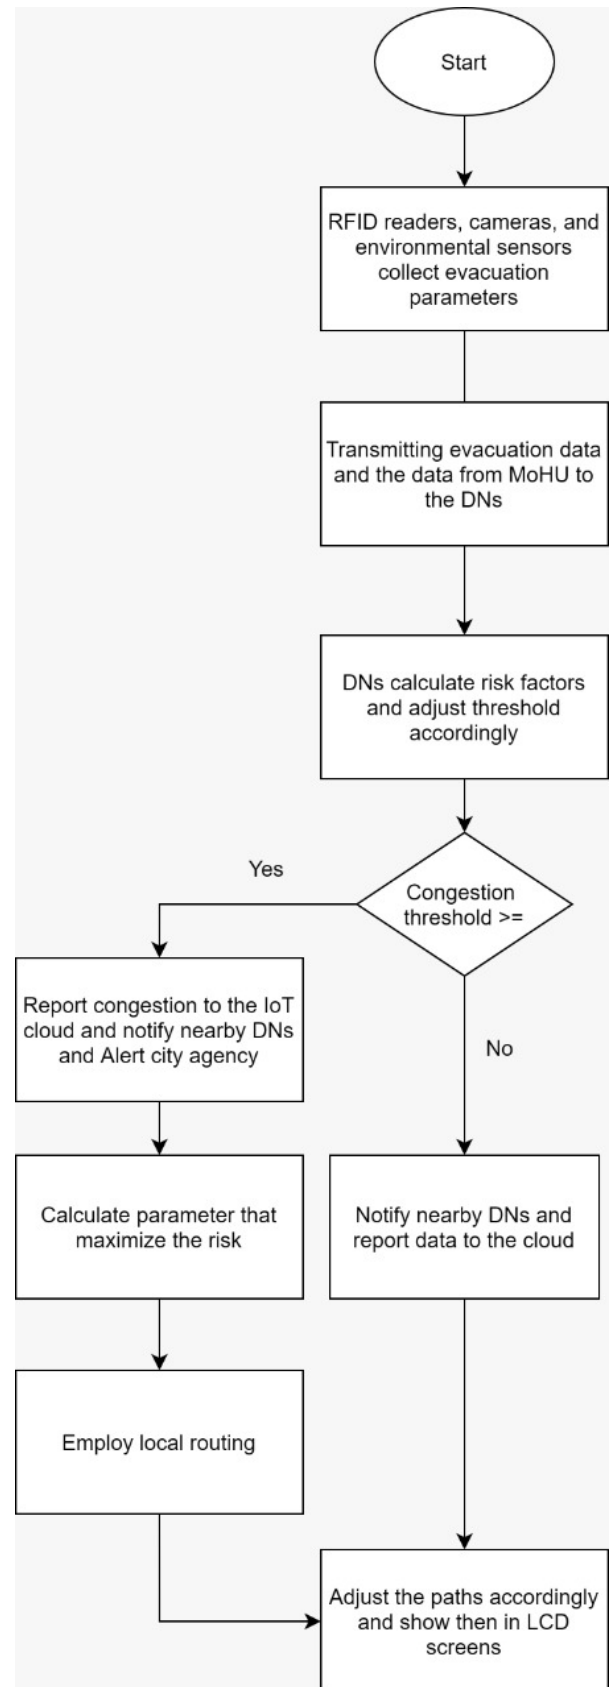 Start
RFID readers, cameras, and
environmental sensors
collect evacuation
parameters
Transmitting evacuation data
and the data from MoHU to
the DNs
DNs calculate risk factors
and adjust threshold
accordingly
Congestion
threshold >=
Yes
Report congestion to the IoT
cloud and notify nearby DNs
and Alert city agency
No
Calculate parameter that
maximize the risk
Notify nearby DNs and
report data to the cloud
Employ local routing
Adjust the paths accordingly
and show then in LCD
screens